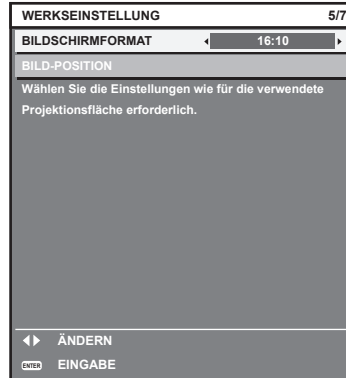 WERKSEINSTELLUNG 5/7
BILDSCHIRMFORMAT 16:10
BILD-POSITION
Wählen Sie die Einstellungen wie für die verwendete
Projektionsfläche erforderlich.
ÄNDERN
ENTER EINGABE